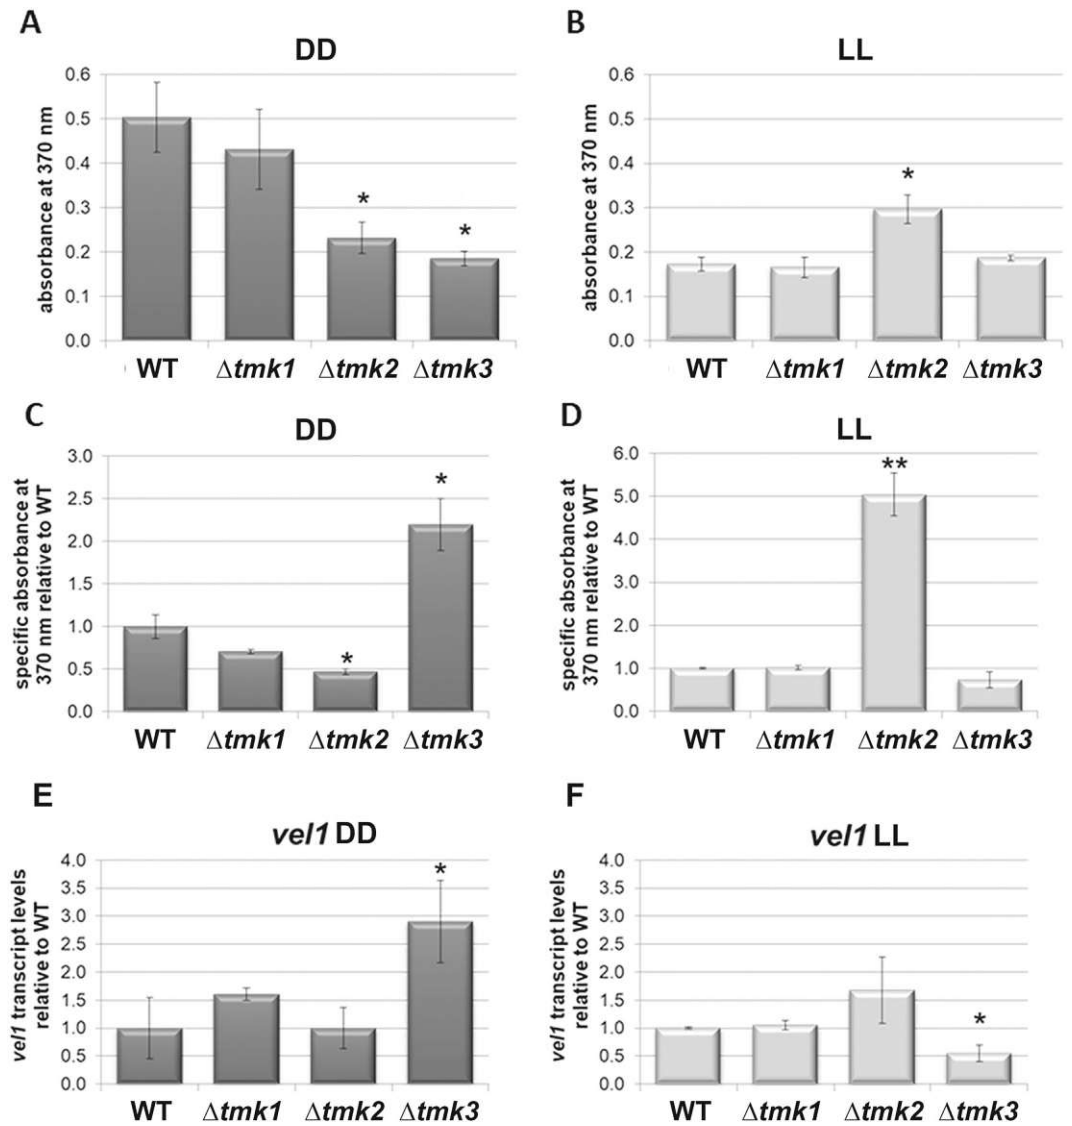 A
DD
absorbance at 370 nm
0.6
0.5
0.4
0.3
0.2
0.1
0.0
*
*
WT Δtmk1 Δtmk2 Δtmk3
B
LL
absorbance at 370 nm
0.6
0.5
0.4
0.3
0.2
0.1
0.0
*
WT Δtmk1 Δtmk2 Δtmk3
C
DD
specific absorbance at
370 nm relative to WT
3.0
2.5
2.0
1.5
1.0
0.5
0.0
*
*
WT Δtmk1 Δtmk2 Δtmk3
D
LL
specific absorbance at
370 nm relative to WT
6.0
5.0
4.0
3.0
2.0
1.0
0.0
**
WT Δtmk1 Δtmk2 Δtmk3
E
vel1 DD
vel1 transcript levels
relative to WT
4.0
3.5
3.0
2.5
2.0
1.5
1.0
0.5
0.0
*
WT Δtmk1 Δtmk2 Δtmk3
F
vel1 LL
vel1 transcript levels
relative to WT
4.0
3.5
3.0
2.5
2.0
1.5
1.0
0.5
0.0
*
WT Δtmk1 Δtmk2 Δtmk3